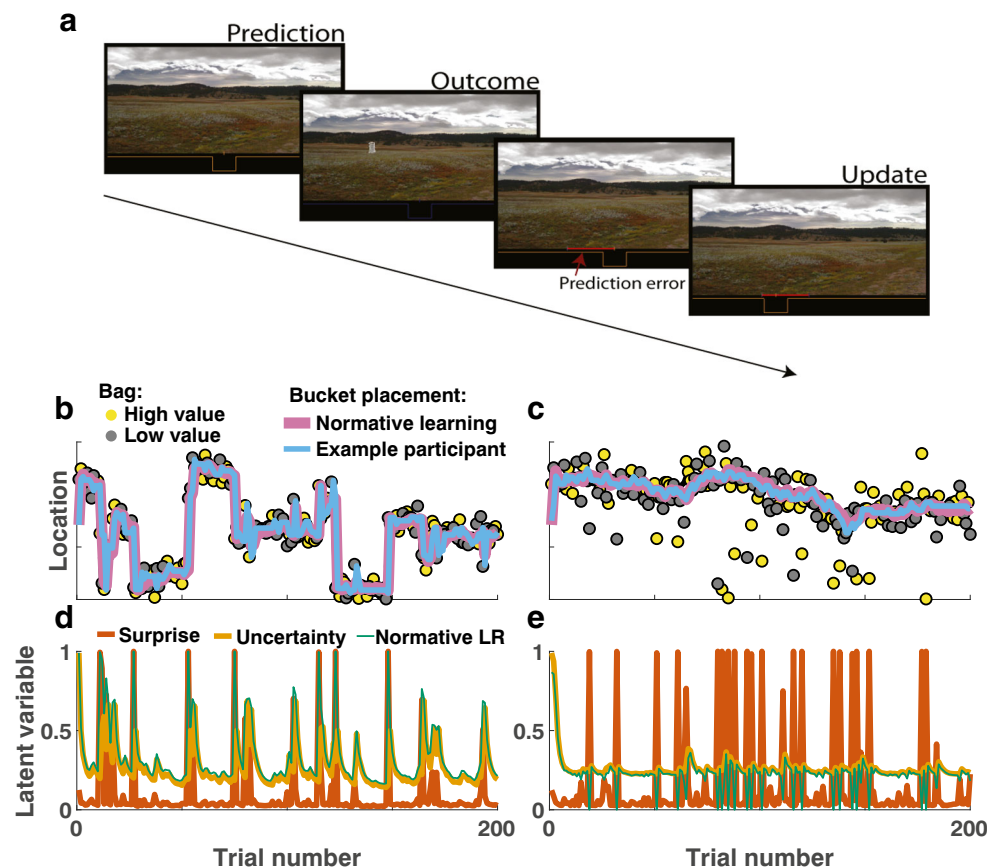 a
Prediction
Outcome
Update
Prediction error
b
Bag:
High value
Low value
Bucket placement:
Normative learning
Example participant
c
Location
d
Surprise
Uncertainty
Normative LR
e
Latent variable
1
0.5
0
0
200
Trial number
1
0.5
0
0
200
Trial number